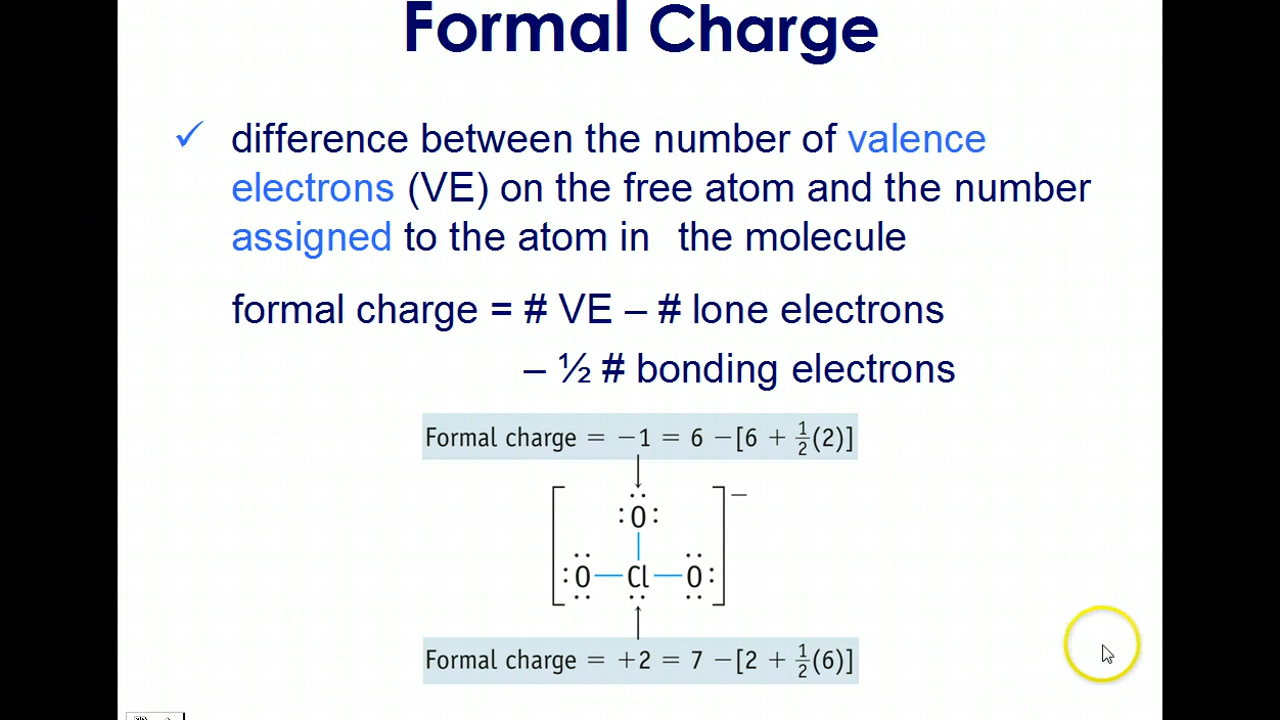 Formal Charge
✓ difference between the number of valence
electrons (VE) on the free atom and the number
assigned to the atom in the molecule
formal charge = # VE – # lone electrons
– ½ # bonding electrons
Formal charge = −1 = 6 −[6 + ½(2)]
[ −
:O:
:O—Cl—O: ]
Formal charge = +2 = 7 −[2 + ½(6)]